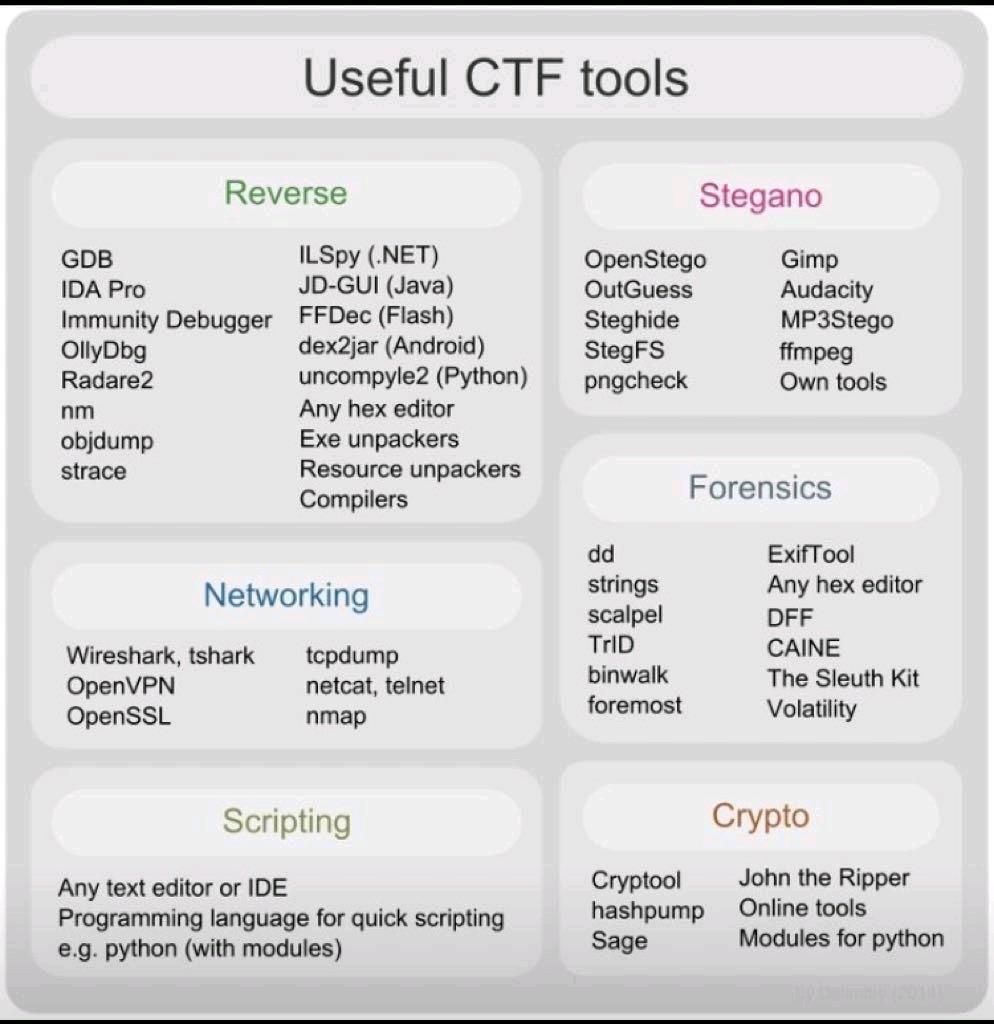 Useful CTF tools
Reverse
GDB
IDA Pro
Immunity Debugger
OllyDbg
Radare2
nm
objdump
strace
ILSpy (.NET)
JD-GUI (Java)
FFDec (Flash)
dex2jar (Android)
uncompyle2 (Python)
Any hex editor
Exe unpackers
Resource unpackers
Compilers
Stegano
OpenStego
OutGuess
Steghide
StegFS
pngcheck
Gimp
Audacity
MP3Stego
ffmpeg
Own tools
Networking
Wireshark, tshark
OpenVPN
OpenSSL
tcpdump
netcat, telnet
nmap
Forensics
dd
strings
scalpel
TrID
binwalk
foremost
ExifTool
Any hex editor
DFF
CAINE
The Sleuth Kit
Volatility
Scripting
Any text editor or IDE
Programming language for quick scripting
e.g. python (with modules)
Crypto
Cryptool
hashpump
Sage
John the Ripper
Online tools
Modules for python